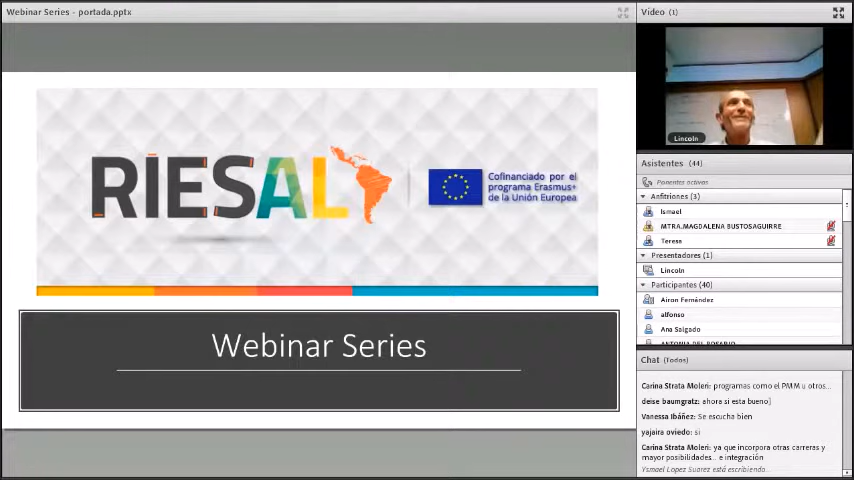 Webinar Series - portada.pptx
RIESAL
Cofinanciado por el
programa Erasmus+
de la Unión Europea
Webinar Series
Video (1)
Lincoln
Asistentes (44)
Ponentes activos
Anfitriones (3)
Ismael
MTRA.MAGDALENA BUSTOSAGUIRRE
Terese
Presentadores (1)
Lincoln
Participantes (40)
Airon Fernández
alfonso
Ana Salgado
ANTONIA DEL ROSARIO
Chat (Todos)
Carina Strata Moleri: programas como el PMM u otros...
deise baumgratz: ahora si esta bueno]
Vanessa Ibáñez: Se escucha bien
yajaira oviedo: si
Carina Strata Moleri: ya que incorpora otras carreras y
mayor posibilidades... e integración
Ysmael Lopez Suarez está escribiendo...